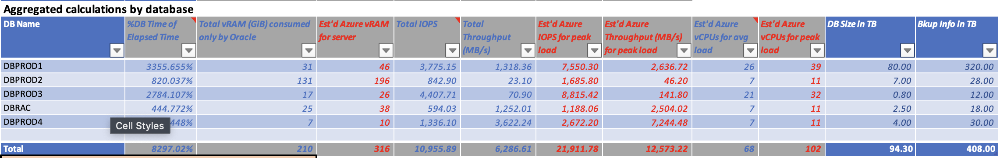 Aggregated calculations by database
DB Name %DB Time of Elapsed Time Total vRAM (GiB) consumed only by Oracle Est'd Azure vRAM for server Total IOPS Total Throughput (MB/s) Est'd Azure IOPS for peak load Est'd Azure Throughput (MB/s) for peak load Est'd Azure vCPUs for avg load Est'd Azure vCPUs for peak load DB Size in TB Bkup Info in TB
DBPROD1 3355.655% 31 46 3,775.15 1,318.36 7,550.30 2,636.72 26 39 80.00 320.00
DBPROD2 820.037% 131 196 842.90 23.10 1,685.80 46.20 7 11 7.00 28.00
DBPROD3 2784.107% 17 26 4,407.71 70.90 8,815.42 141.80 21 32 0.80 12.00
DBRAC 444.772% 25 38 594.03 1,252.01 1,188.06 2,504.02 7 11 2.50 18.00
DBPROD4 448% 7 10 1,336.10 3,622.24 2,672.20 7,244.48 7 11 4.00 30.00
Cell Styles
Total 8297.02% 210 316 10,955.89 6,286.61 21,911.78 12,573.22 68 102 94.30 408.00